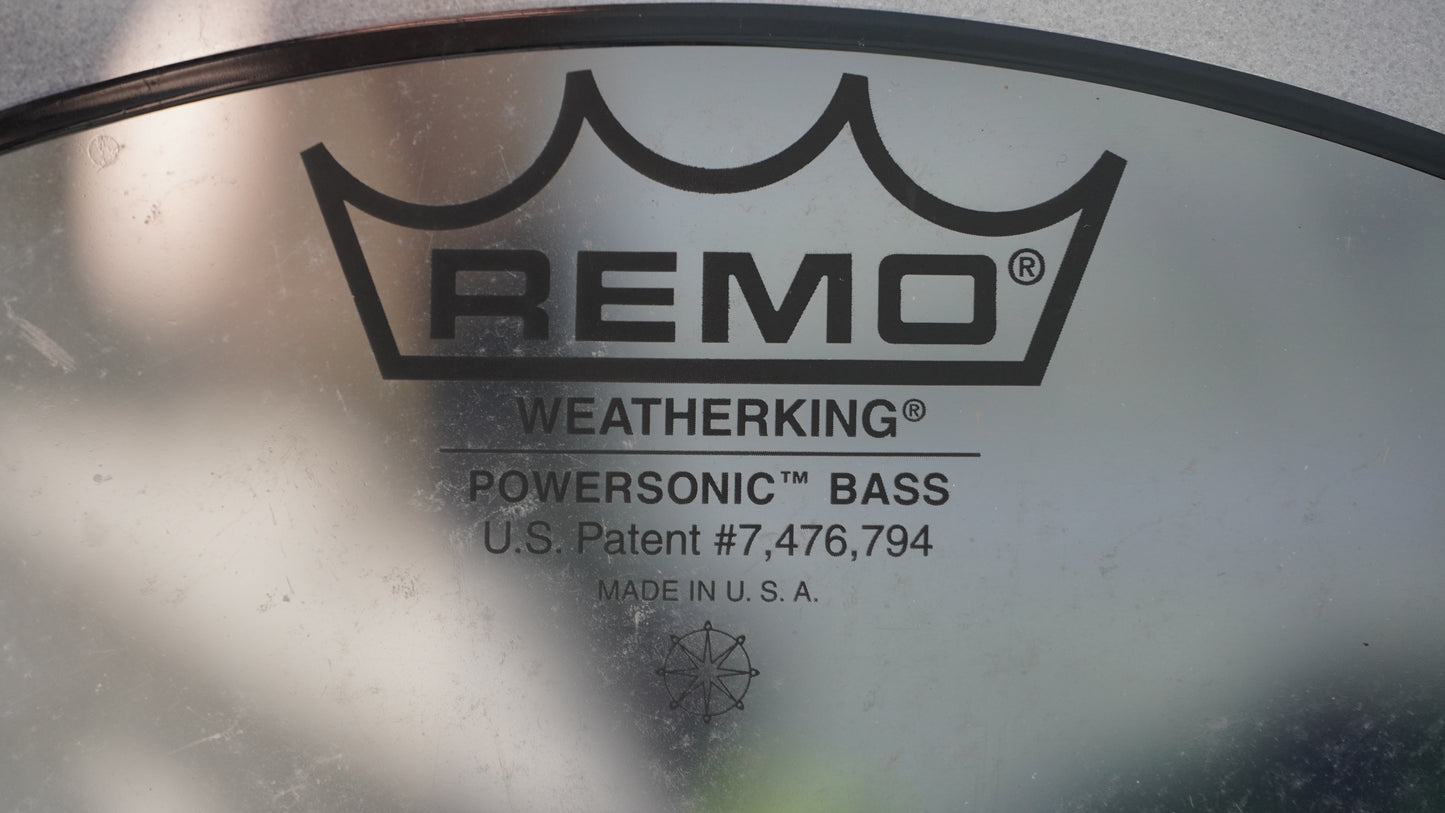 REMO®
WEATHERKING®
POWERSONIC™ BASS
U.S. Patent #7,476,794
MADE IN U. S. A.